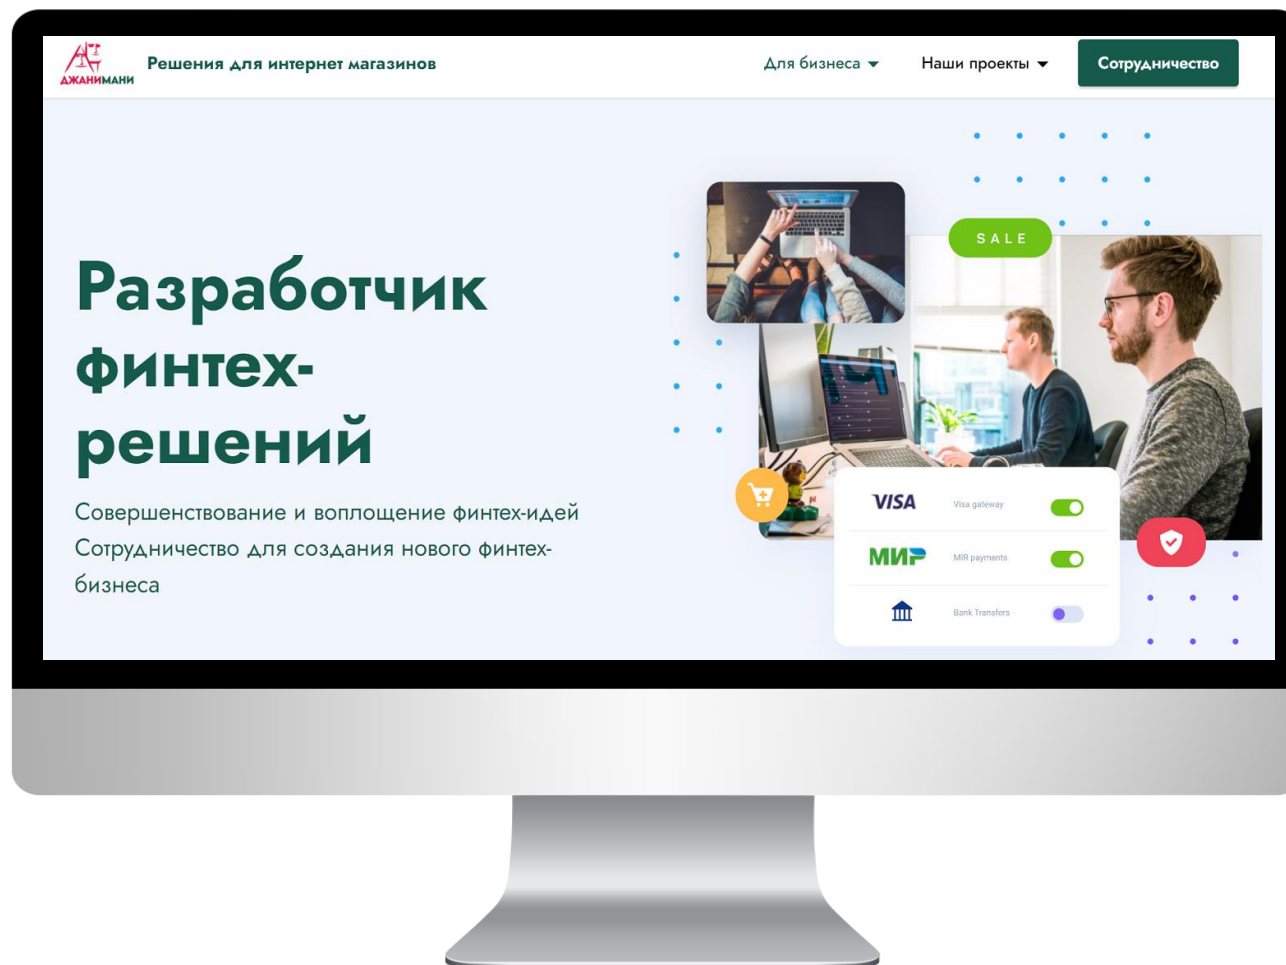 ДЖАНИМАНИ
Решения для интернет магазинов
Для бизнеса
Наши проекты
Сотрудничество
Разработчик
финтех-
решений
Совершенствование и воплощение финтех-идей
Сотрудничество для создания нового финтех-
бизнеса
SALE
VISA Visa gateway
МИР MIR payments
Bank Transfers